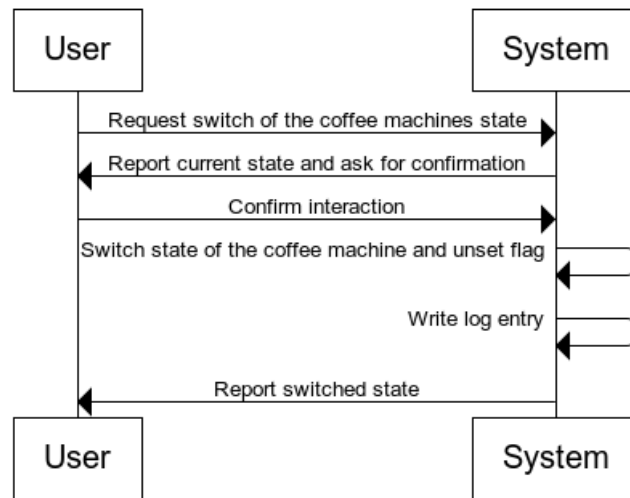 User
System
Request switch of the coffee machines state
Report current state and ask for confirmation
Confirm interaction
Switch state of the coffee machine and unset flag
Write log entry
Report switched state
User
System